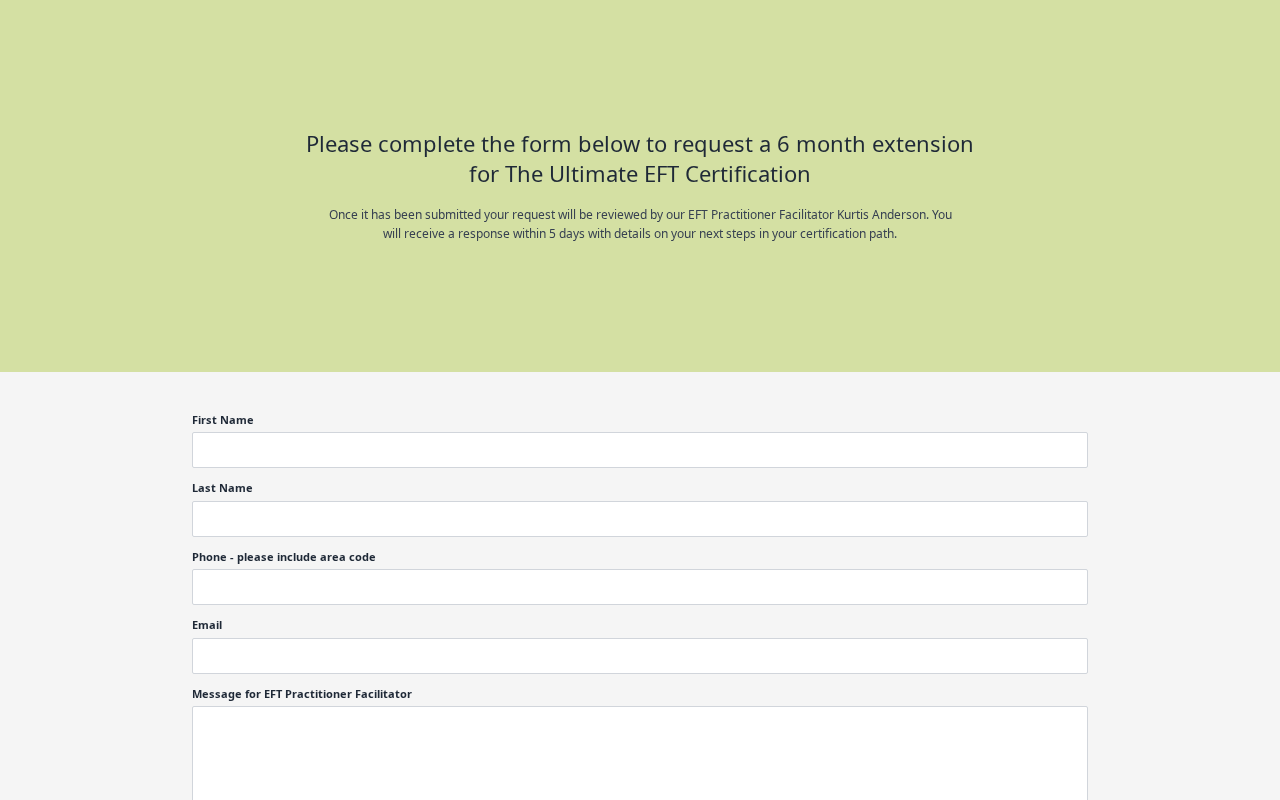 Please complete the form below to request a 6 month extension
for The Ultimate EFT Certification
Once it has been submitted your request will be reviewed by our EFT Practitioner Facilitator Kurtis Anderson. You
will receive a response within 5 days with details on your next steps in your certification path.
First Name
Last Name
Phone - please include area code
Email
Message for EFT Practitioner Facilitator